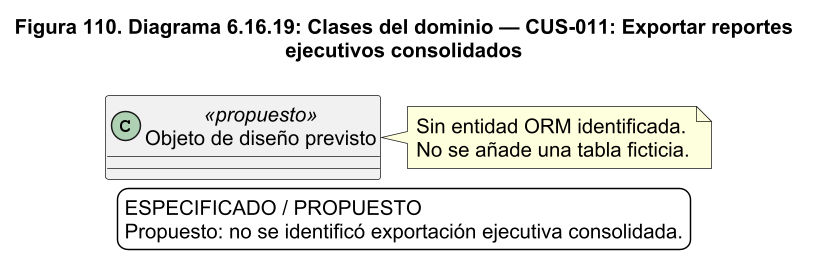 Figura 110. Diagrama 6.16.19: Clases del dominio — CUS-011: Exportar reportes
ejecutivos consolidados
«propuesto»
C
Objeto de diseño previsto
Sin entidad ORM identificada.
No se añade una tabla ficticia.
ESPECIFICADO / PROPUESTO
Propuesto: no se identificó exportación ejecutiva consolidada.